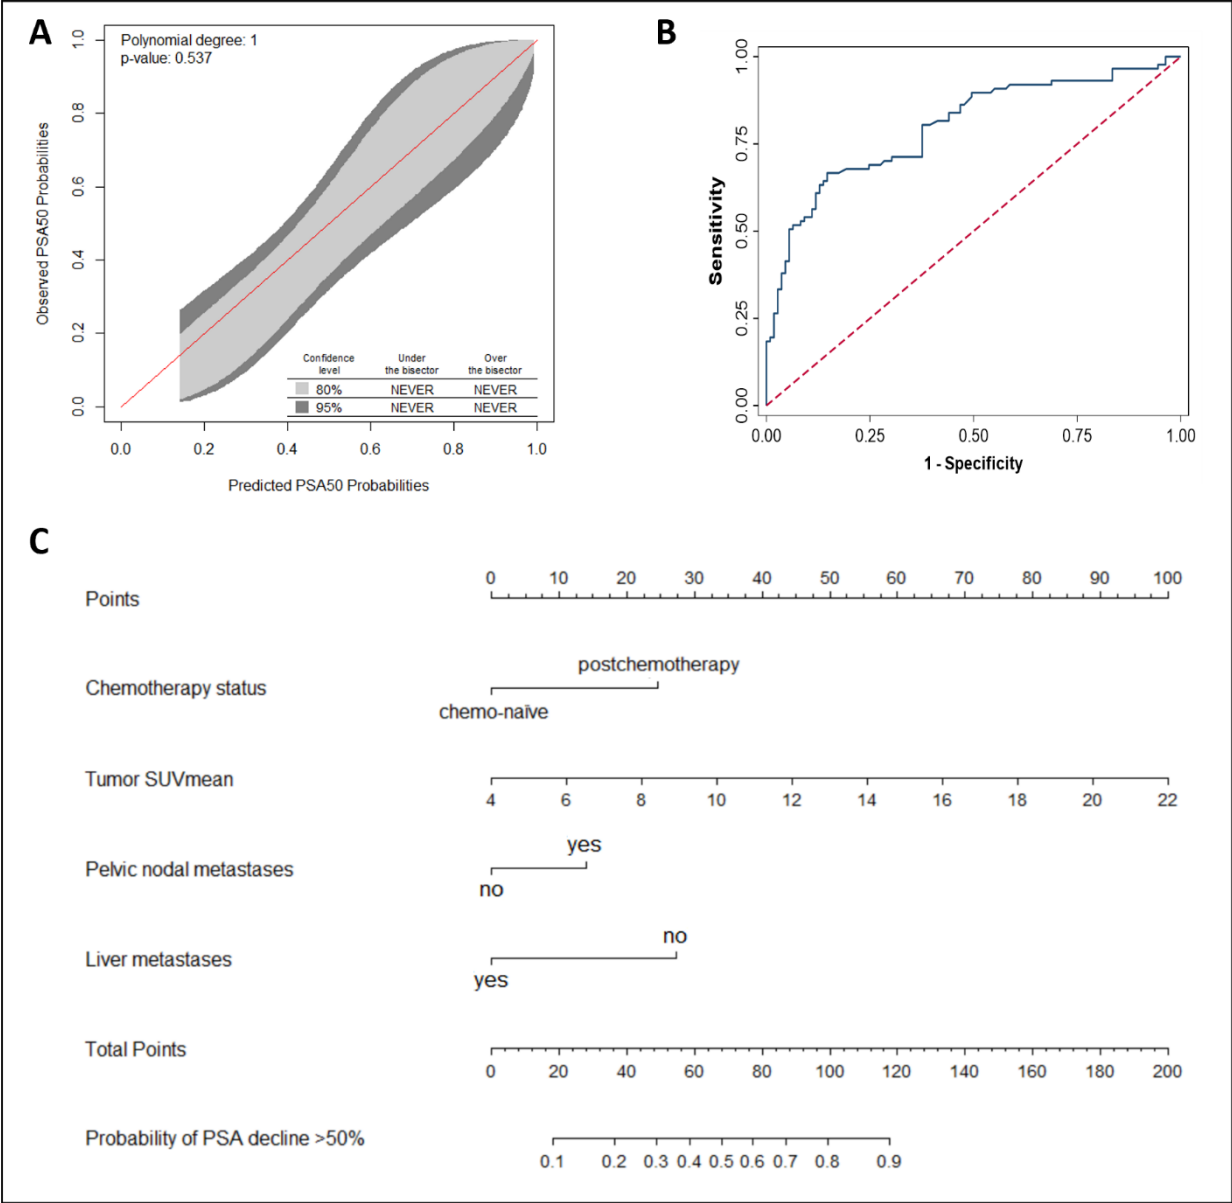 A
Polynomial degree: 1
p-value: 0.537
Observed PSA50 Probabilities
1.0
0.8
0.6
0.4
0.2
0.0
Confidence level Under the bisector Over the bisector
80% NEVER NEVER
95% NEVER NEVER
0.0 0.2 0.4 0.6 0.8 1.0
Predicted PSA50 Probabilities
B
Sensitivity
1.00
0.75
0.50
0.25
0.00
0.00 0.25 0.50 0.75 1.00
1 - Specificity
C
Points
0 10 20 30 40 50 60 70 80 90 100
Chemotherapy status
postchemotherapy
chemo-naïve
Tumor SUVmean
4 6 8 10 12 14 16 18 20 22
Pelvic nodal metastases
yes
no
Liver metastases
no
yes
Total Points
0 20 40 60 80 100 120 140 160 180 200
Probability of PSA decline >50%
0.1 0.2 0.3 0.4 0.5 0.6 0.7 0.8 0.9